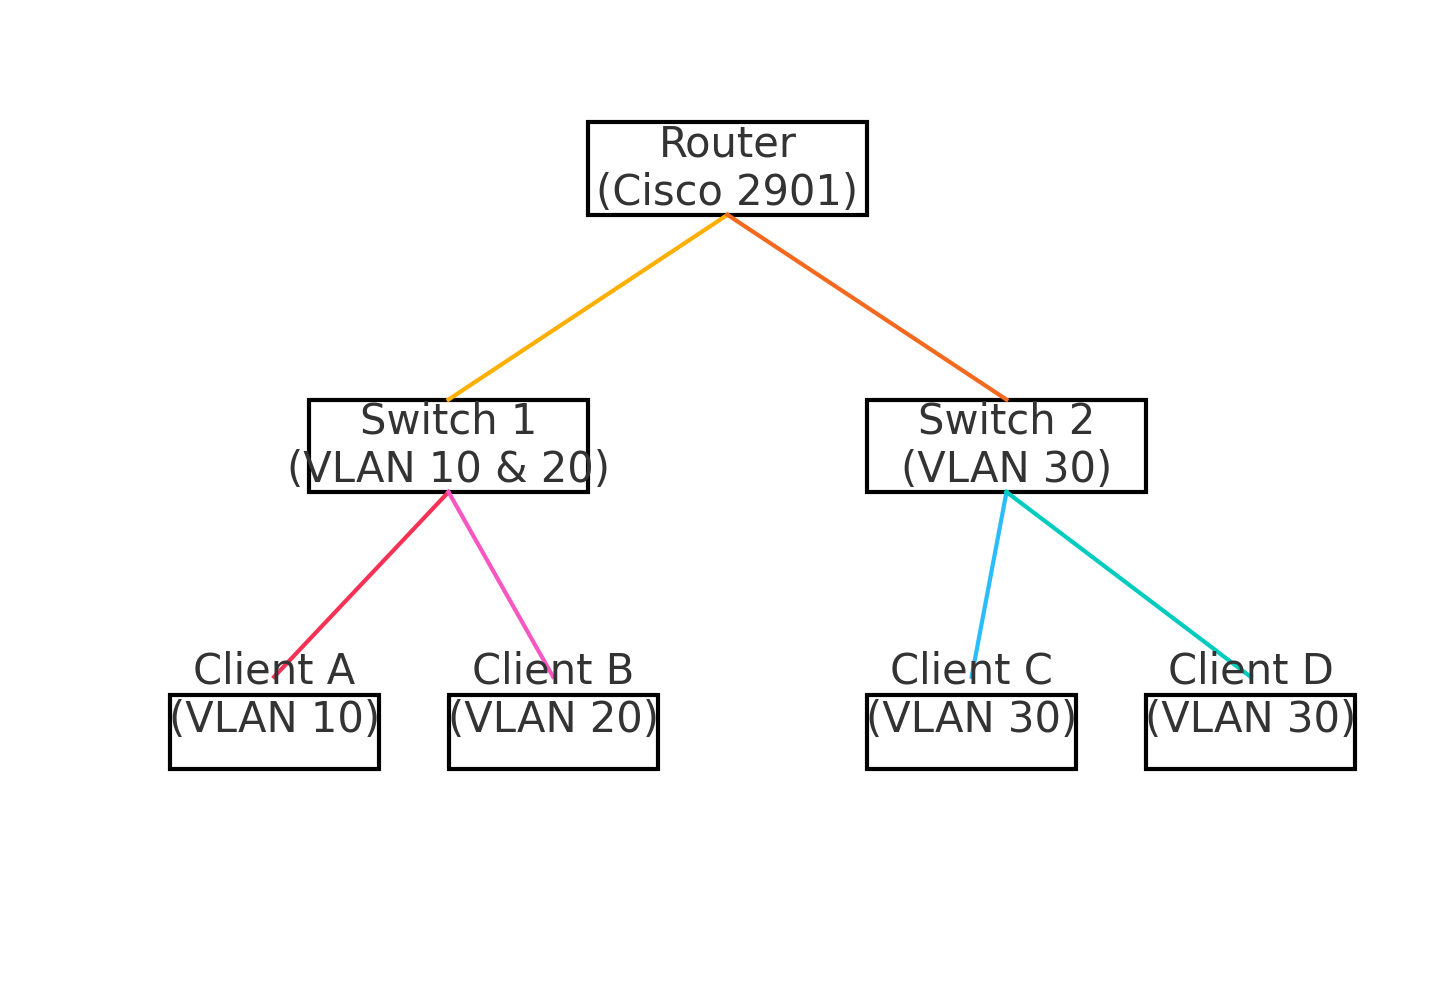 Router
(Cisco 2901)
Switch 1
(VLAN 10 & 20)
Switch 2
(VLAN 30)
Client A
(VLAN 10)
Client B
(VLAN 20)
Client C
(VLAN 30)
Client D
(VLAN 30)